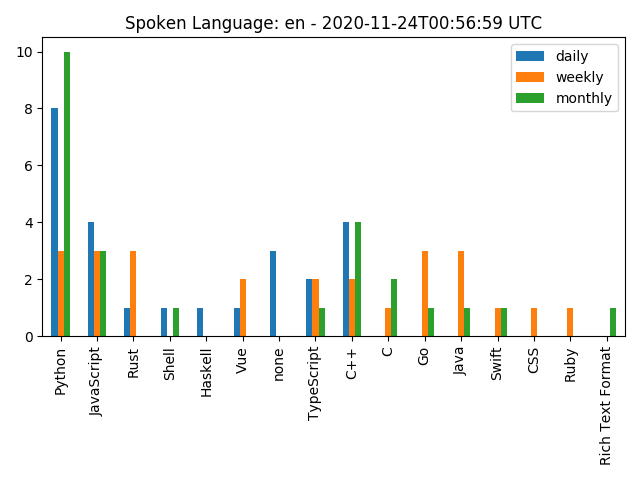 Spoken Language: en - 2020-11-24T00:56:59 UTC
daily
weekly
monthly
10
8
6
4
2
0
Python
JavaScript
Rust
Shell
Haskell
Vue
none
TypeScript
C++
C
Go
Java
Swift
CSS
Ruby
Rich Text Format